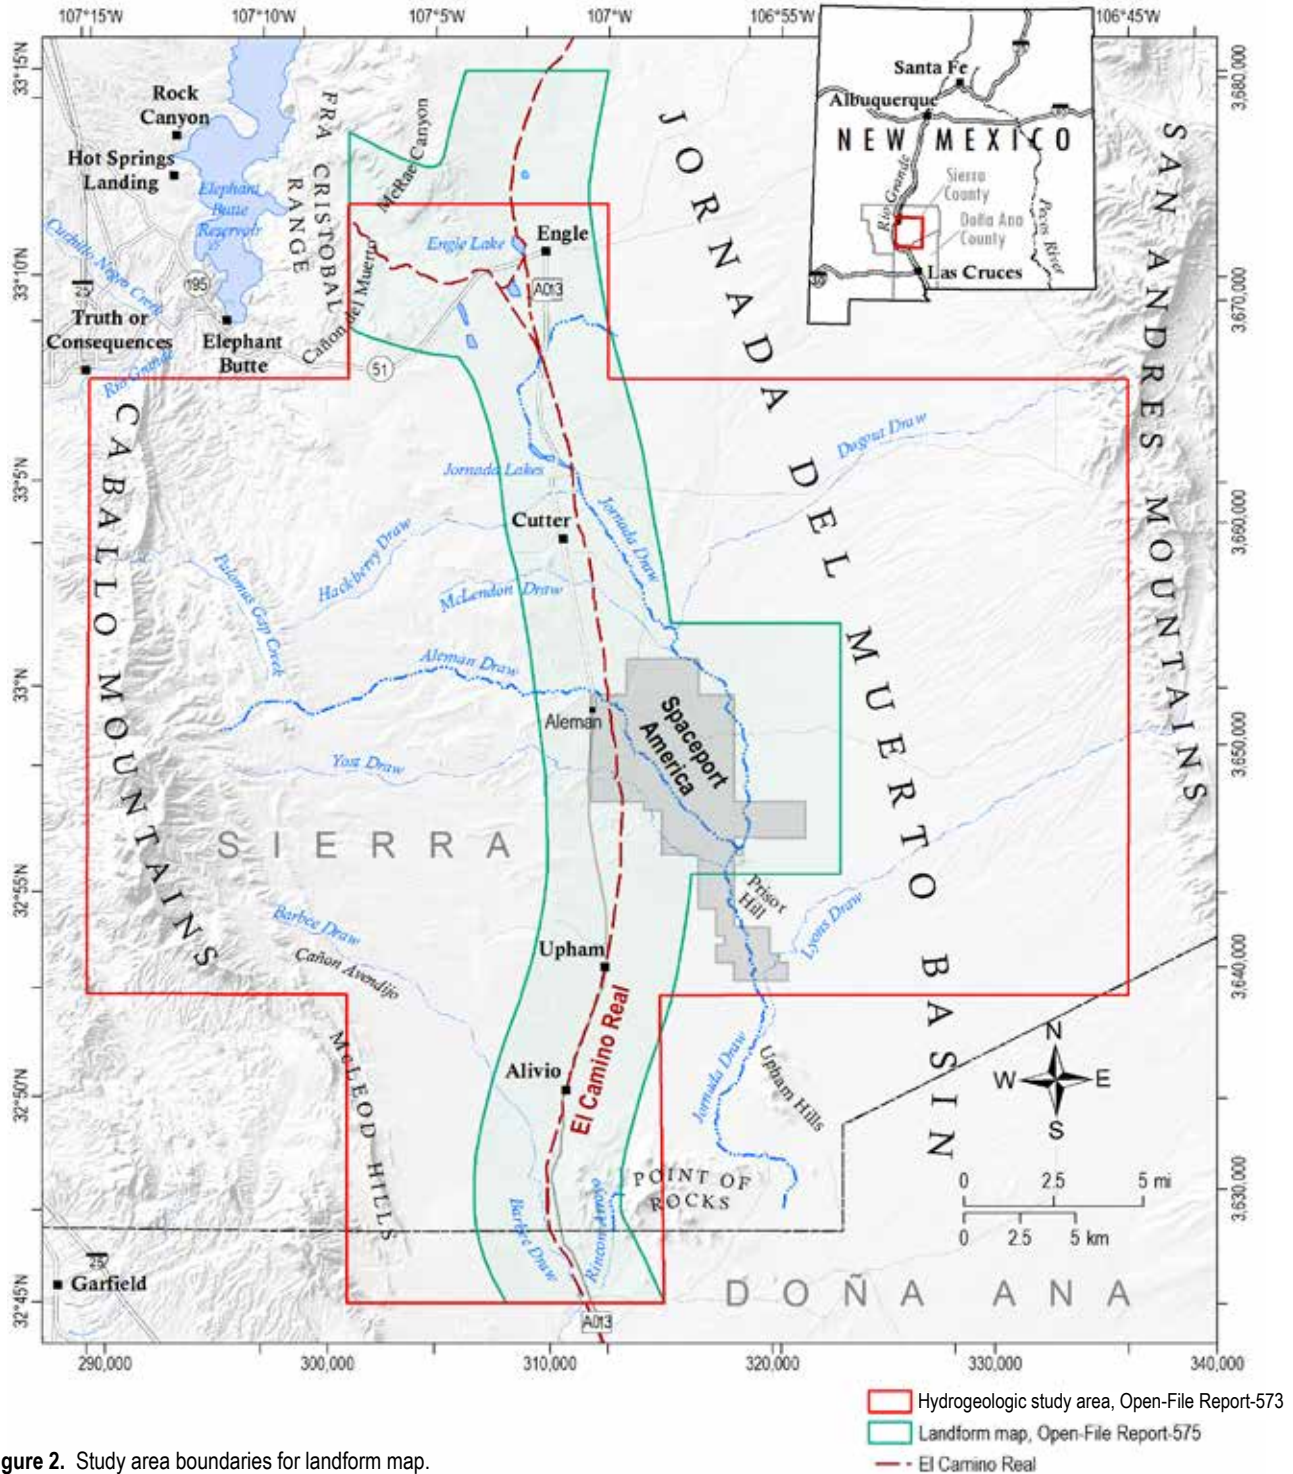 107°15'W 107°10'W 107°5'W 107°0'W 106°55'W 106°45'W
33°15'N
33°10'N
33°5'N
33°N
32°55'N
32°50'N
32°45'N
3,680,000
3,670,000
3,660,000
3,650,000
3,640,000
3,630,000
290,000 300,000 310,000 320,000 330,000 340,000
Santa Fe
Albuquerque
NEW MEXICO
Rio Grande
Sierra
County
Doña Ana
County
Pecos River
Las Cruces
Rock
Canyon
Hot Springs
Landing
Elephant
Butte
Reservoir
FRA CRISTOBAL
RANGE
McRae Canyon
Cuchillo Negro Creek
195
Truth or
Consequences
Elephant
Butte
Rio Grande
Cañon del Muerto
51
Engle Lake
Engle
A013
JORNADA DEL MUERTO BASIN
SAN ANDRES MOUNTAINS
CABALLO MOUNTAINS
Jornada Lakes
Dugout Draw
Cutter
Jornada Draw
Hackberry Draw
Palomas Gap Creek
McLendon Draw
Aleman Draw
Aleman
Spaceport
America
Yost Draw
SIERRA
Prisor
Hill
Lyons Draw
Barbee Draw
Cañon Avendijo
Upham
El Camino Real
McLEOD HILLS
Alivio
Jornada Draw
Upham Hills
POINT OF
ROCKS
Barbee Draw
Rincon Arroyo
25
Garfield
A013
DOÑA ANA
N
W E
S
0 2.5 5 mi
0 2.5 5 km
Hydrogeologic study area, Open-File Report-573
Landform map, Open-File Report-575
El Camino Real
gure 2. Study area boundaries for landform map.